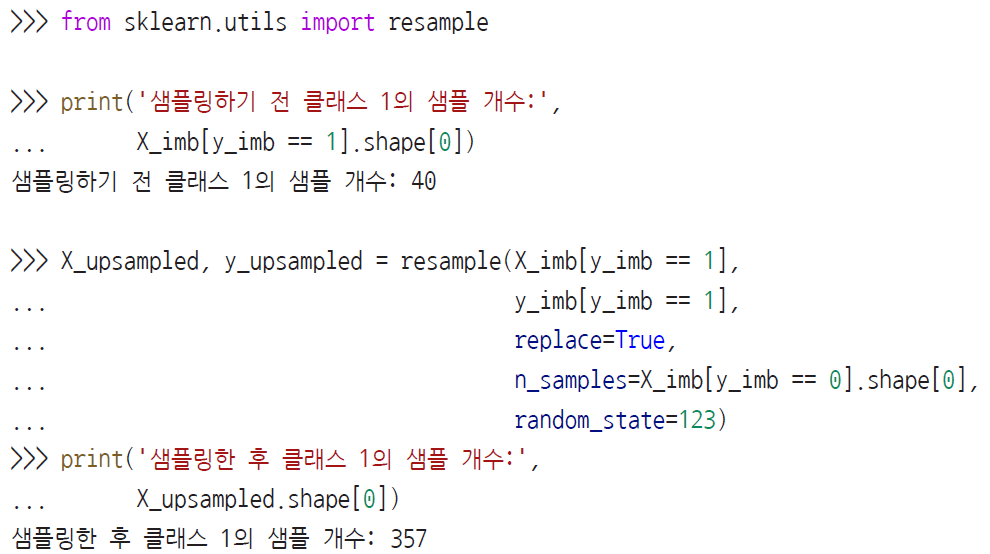 >>> from sklearn.utils import resample
>>> print('샘플링하기 전 클래스 1의 샘플 개수:',
...       X_imb[y_imb == 1].shape[0])
샘플링하기 전 클래스 1의 샘플 개수: 40
>>> X_upsampled, y_upsampled = resample(X_imb[y_imb == 1],
...                                     y_imb[y_imb == 1],
...                                     replace=True,
...                                     n_samples=X_imb[y_imb == 0].shape[0],
...                                     random_state=123)
>>> print('샘플링한 후 클래스 1의 샘플 개수:',
...       X_upsampled.shape[0])
샘플링한 후 클래스 1의 샘플 개수: 357